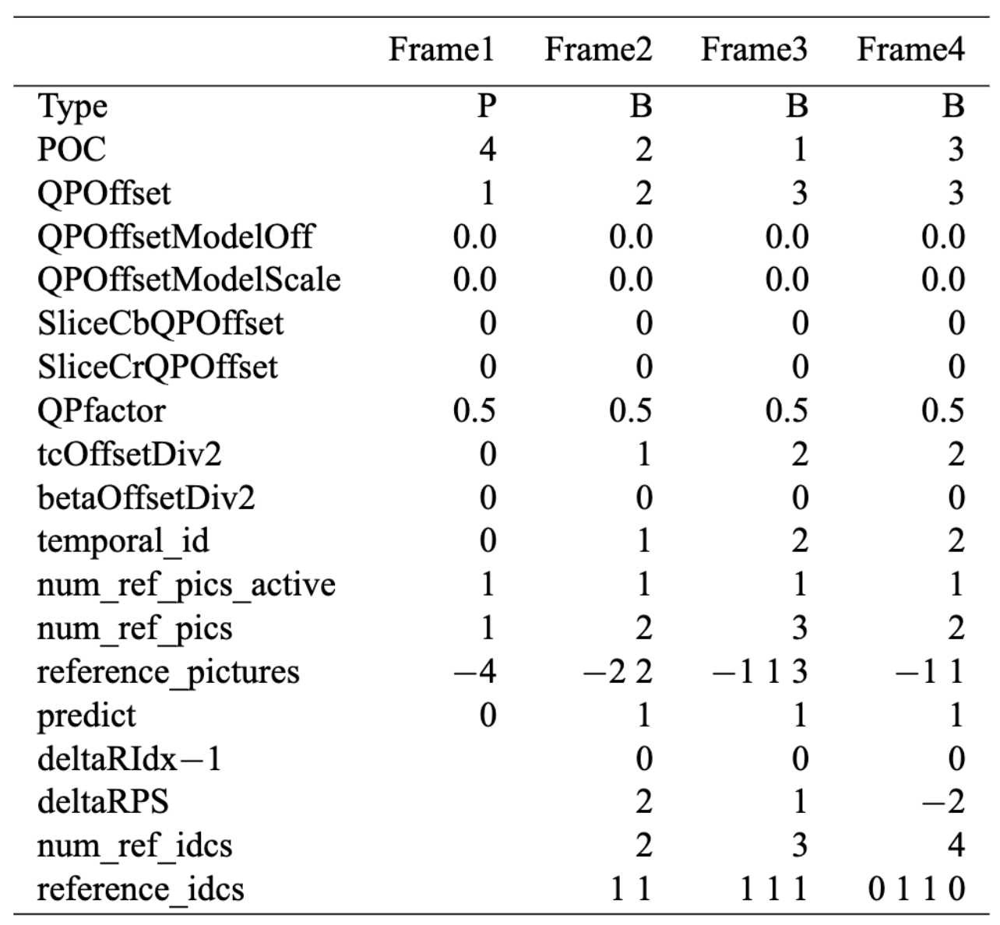 Frame1 Frame2 Frame3 Frame4
Type P B B B
POC 4 2 1 3
QPOffset 1 2 3 3
QPOffsetModelOff 0.0 0.0 0.0 0.0
QPOffsetModelScale 0.0 0.0 0.0 0.0
SliceCbQPOffset 0 0 0 0
SliceCrQPOffset 0 0 0 0
QPfactor 0.5 0.5 0.5 0.5
tcOffsetDiv2 0 1 2 2
betaOffsetDiv2 0 0 0 0
temporal_id 0 1 2 2
num_ref_pics_active 1 1 1 1
num_ref_pics 1 2 3 2
reference_pictures −4 −2 2 −1 1 3 −1 1
predict 0 1 1 1
deltaRIdx−1 0 0 0
deltaRPS 2 1 −2
num_ref_idcs 2 3 4
reference_idcs 1 1 1 1 1 0 1 1 0